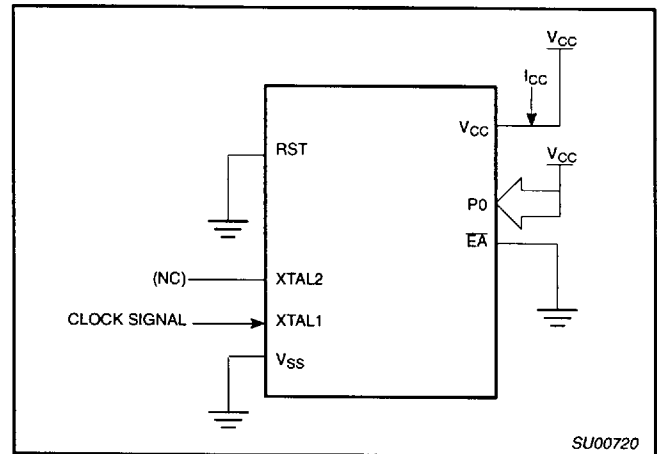 VCC
ICC
VCC
RST
VCC
P0
EA
(NC)
XTAL2
CLOCK SIGNAL
XTAL1
VSS
SU00720